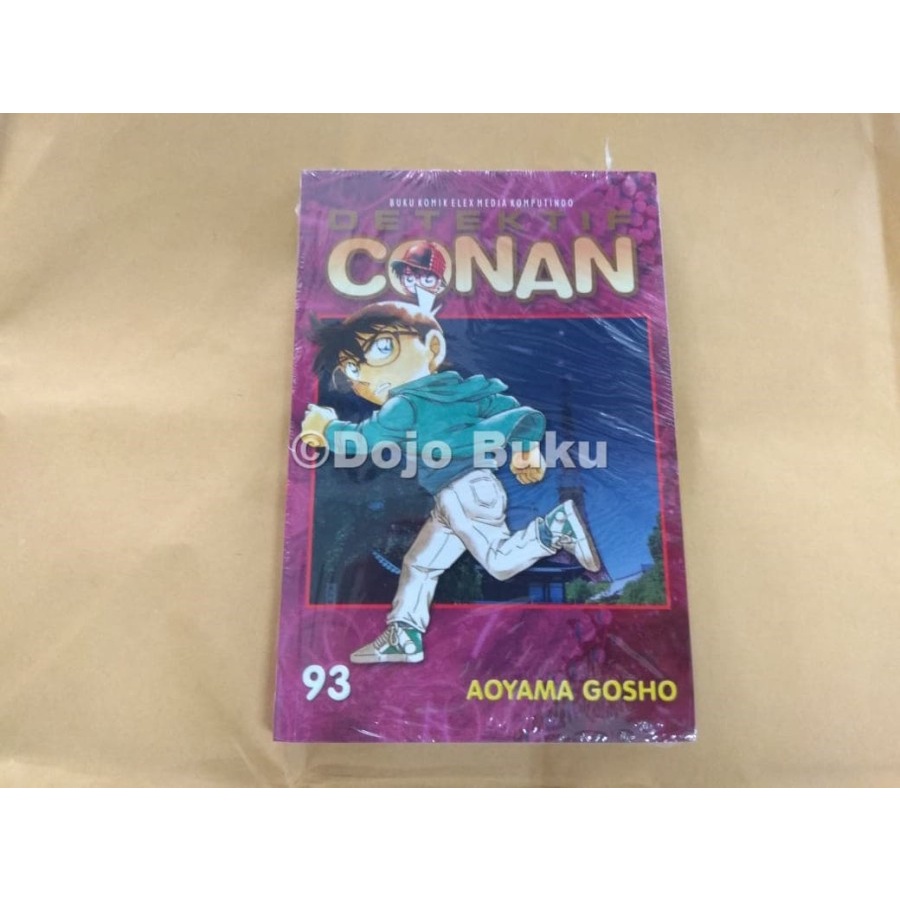 BUKU KOMIK ELEX MEDIA KOMPUTINDO
DETEKTIF
CONAN
©Dojo Buku
93
AOYAMA GOSHO